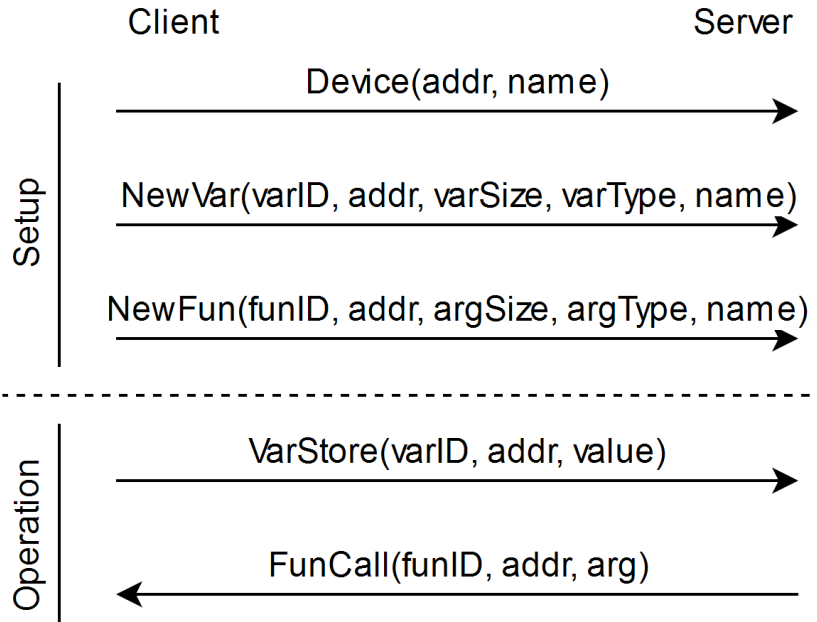 Client
Server
Device(addr, name)
Setup
NewVar(varID, addr, varSize, varType, name)
NewFun(funID, addr, argSize, argType, name)
Operation
VarStore(varID, addr, value)
FunCall(funID, addr, arg)